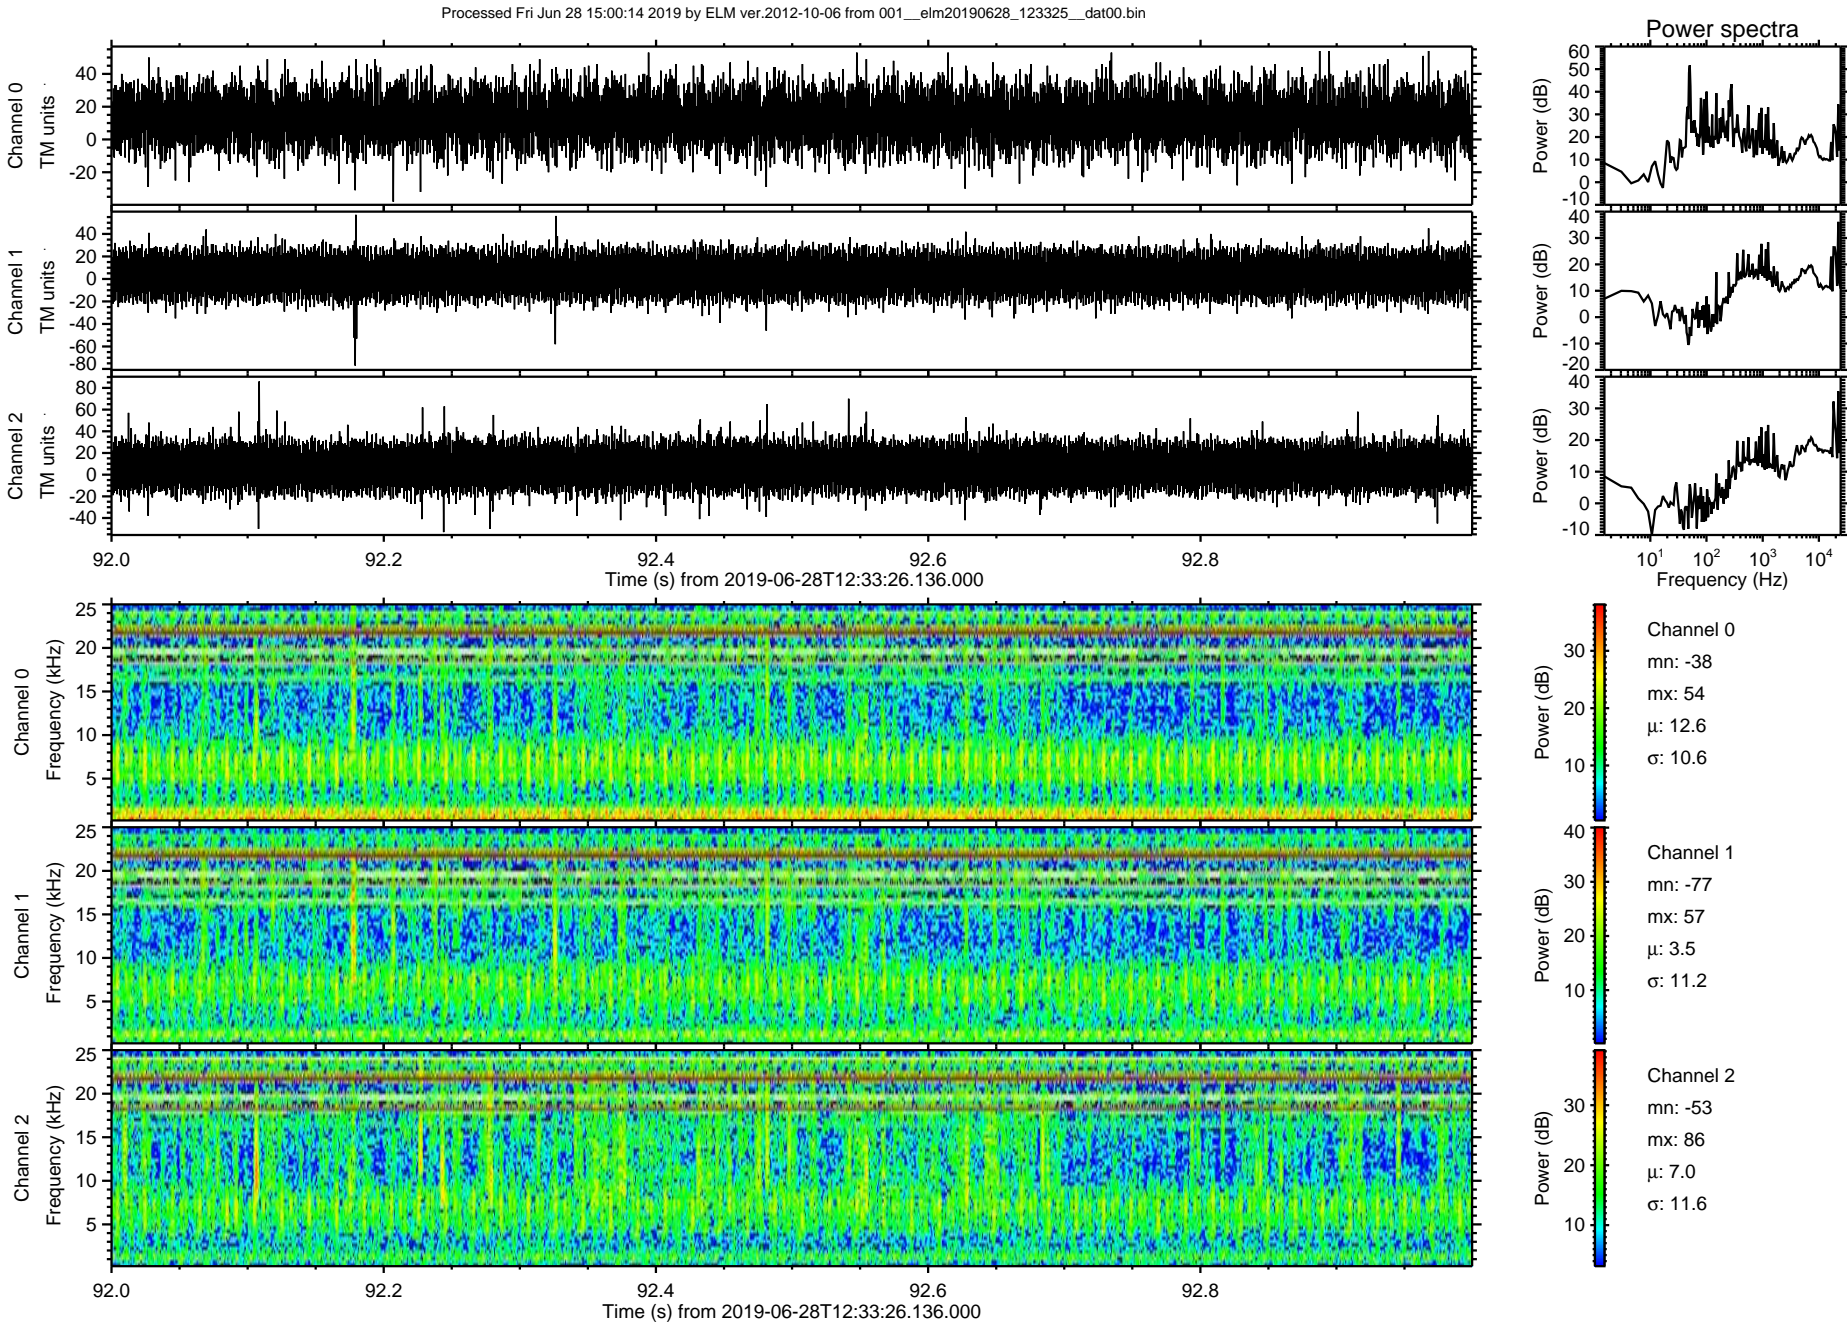 Processed Fri Jun 28 15:00:14 2019 by ELM ver.2012-10-06 from 001__elm20190628_123325__dat00.bin
Power spectra
Channel 0
TM units
40
20
0
-20
Power (dB)
60
50
40
30
20
10
0
-10
Channel 1
TM units
40
20
0
-20
-40
-60
-80
Power (dB)
40
30
20
10
0
-10
-20
Channel 2
TM units
80
60
40
20
0
-20
-40
Power (dB)
40
30
20
10
0
-10
92.0 92.2 92.4 92.6 92.8
Time (s) from 2019-06-28T12:33:26.136.000
10^1 10^2 10^3 10^4
Frequency (Hz)
Channel 0
Frequency (kHz)
25
20
15
10
5
Power (dB)
30
20
10
Channel 0
mn: -38
mx: 54
μ: 12.6
σ: 10.6
Channel 1
Frequency (kHz)
25
20
15
10
5
Power (dB)
40
30
20
10
Channel 1
mn: -77
mx: 57
μ: 3.5
σ: 11.2
Channel 2
Frequency (kHz)
25
20
15
10
5
Power (dB)
30
20
10
Channel 2
mn: -53
mx: 86
μ: 7.0
σ: 11.6
92.0 92.2 92.4 92.6 92.8
Time (s) from 2019-06-28T12:33:26.136.000